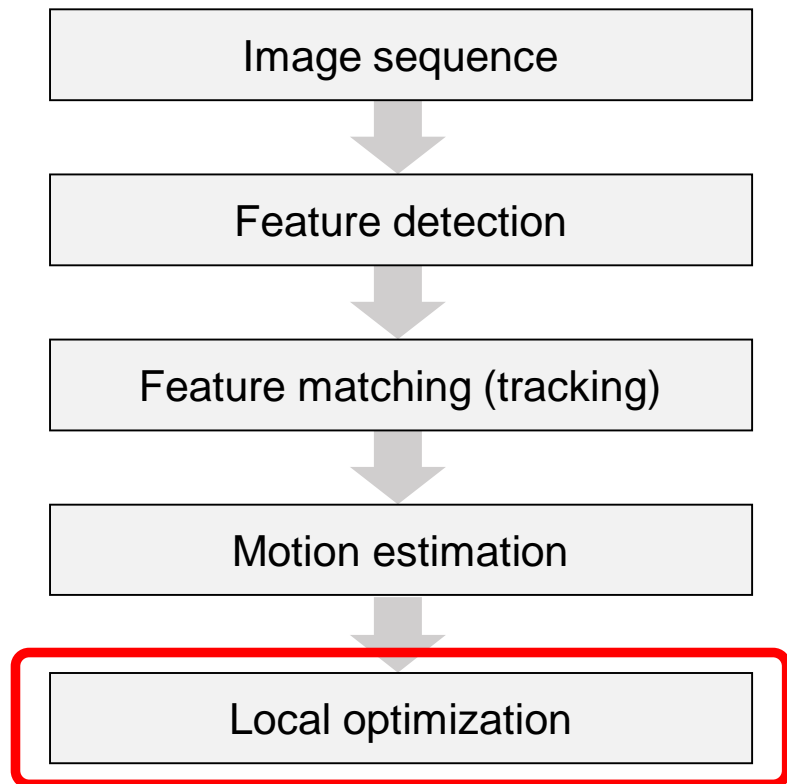 Image sequence
Feature detection
Feature matching (tracking)
Motion estimation
Local optimization